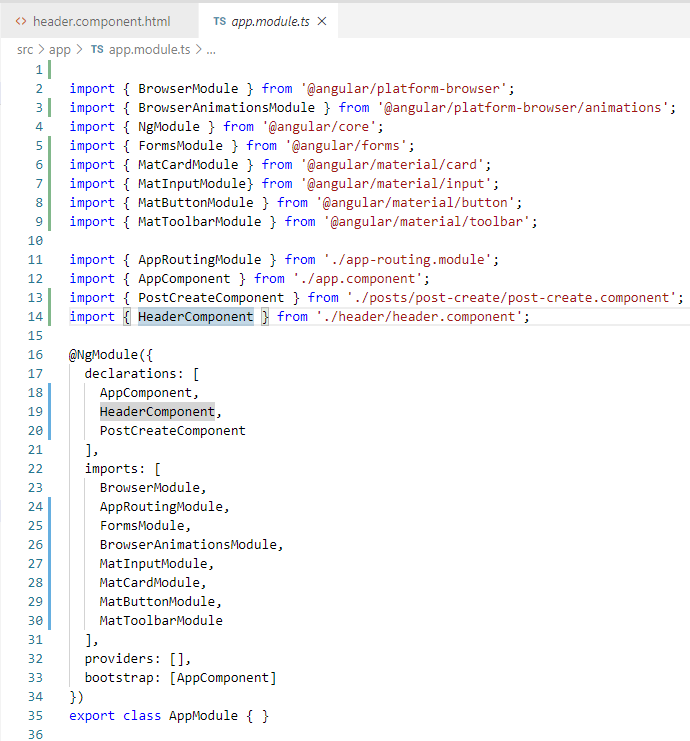 <> header.component.html TS app.module.ts ×
src > app > TS app.module.ts > ...
1
2 import { BrowserModule } from '@angular/platform-browser';
3 import { BrowserAnimationsModule } from '@angular/platform-browser/animations';
4 import { NgModule } from '@angular/core';
5 import { FormsModule } from '@angular/forms';
6 import { MatCardModule } from '@angular/material/card';
7 import { MatInputModule} from '@angular/material/input';
8 import { MatButtonModule } from '@angular/material/button';
9 import { MatToolbarModule } from '@angular/material/toolbar';
10
11 import { AppRoutingModule } from './app-routing.module';
12 import { AppComponent } from './app.component';
13 import { PostCreateComponent } from './posts/post-create/post-create.component';
14 import { HeaderComponent } from './header/header.component';
15
16 @NgModule({
17   declarations: [
18     AppComponent,
19     HeaderComponent,
20     PostCreateComponent
21   ],
22   imports: [
23     BrowserModule,
24     AppRoutingModule,
25     FormsModule,
26     BrowserAnimationsModule,
27     MatInputModule,
28     MatCardModule,
29     MatButtonModule,
30     MatToolbarModule
31   ],
32   providers: [],
33   bootstrap: [AppComponent]
34 })
35 export class AppModule { }
36